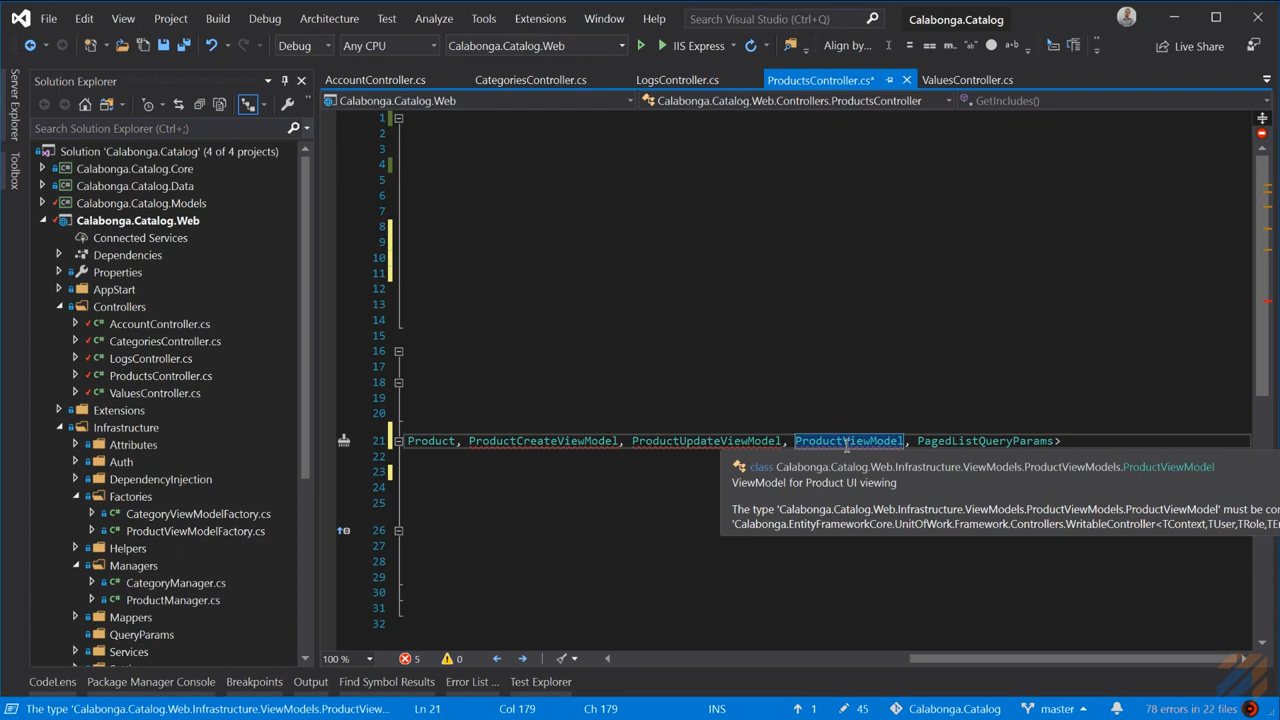 File Edit View Project Build Debug Architecture Test Analyze Tools Extensions Window Help Search Visual Studio (Ctrl+Q) Calabonga.Catalog
Debug Any CPU Calabonga.Catalog.Web IIS Express Align by... Live Share
Server Explorer
Toolbox
Solution Explorer
Search Solution Explorer (Ctrl+;)
Solution 'Calabonga.Catalog' (4 of 4 projects)
Calabonga.Catalog.Core
Calabonga.Catalog.Data
Calabonga.Catalog.Models
Calabonga.Catalog.Web
Connected Services
Dependencies
Properties
AppStart
Controllers
AccountController.cs
CategoriesController.cs
LogsController.cs
ProductsController.cs
ValuesController.cs
Extensions
Infrastructure
Attributes
Auth
DependencyInjection
Factories
CategoryViewModelFactory.cs
ProductViewModelFactory.cs
Helpers
Managers
CategoryManager.cs
ProductManager.cs
Mappers
QueryParams
Services
AccountController.cs CategoriesController.cs LogsController.cs ProductsController.cs* ValuesController.cs
Calabonga.Catalog.Web Calabonga.Catalog.Web.Controllers.ProductsController GetIncludes()
1
2
3
4
5
6
7
8
9
10
11
12
13
14
15
16
17
18
19
20
21 Product, ProductCreateViewModel, ProductUpdateViewModel, ProductViewModel, PagedListQueryParams>
22
23
24
25
26
27
28
29
30
31
32
class Calabonga.Catalog.Web.Infrastructure.ViewModels.ProductViewModels.ProductViewModel
ViewModel for Product UI viewing
The type 'Calabonga.Catalog.Web.Infrastructure.ViewModels.ProductViewModels.ProductViewModel' must be co
'Calabonga.EntityFrameworkCore.UnitOfWork.Framework.Controllers.WritableController<TContext,TUser,TRole,TE
100 % 5 0
CodeLens Package Manager Console Breakpoints Output Find Symbol Results Error List ... Test Explorer
The type 'Calabonga.Catalog.Web.Infrastructure.ViewModels.ProductViewModels.ProductView... Ln 21 Col 179 Ch 179 INS 1 45 Calabonga.Catalog master 78 errors in 22 files